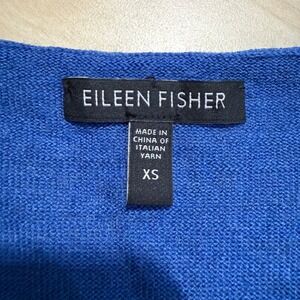 EILEEN FISHER
MADE IN
CHINA OF
ITALIAN
YARN
XS